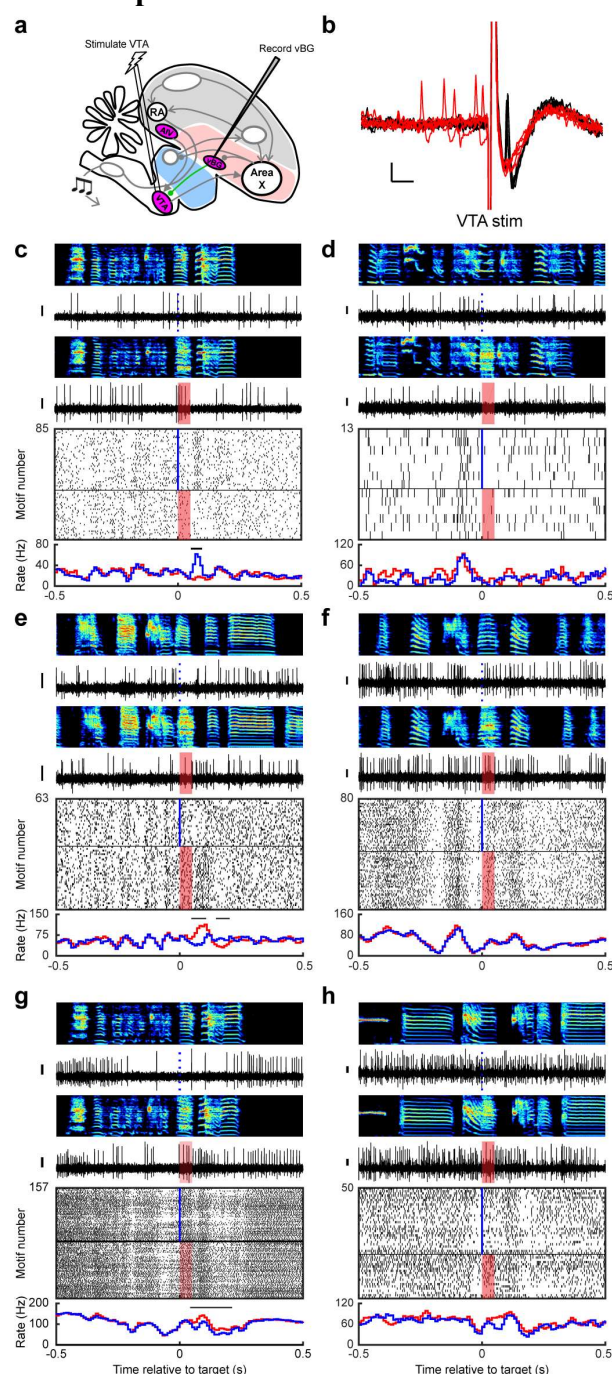 a
Stimulate VTA
Record vBG
RA
AIV
vBG
Area
X
VTA
b
VTA stim
c
85
Motif number
80
40
0
Rate (Hz)
-0.5
0
0.5
d
13
120
60
0
-0.5
0
0.5
e
63
Motif number
150
75
0
Rate (Hz)
-0.5
0
0.5
f
80
160
80
0
-0.5
0
0.5
g
157
Motif number
200
100
0
Rate (Hz)
-0.5
0
0.5
Time relative to target (s)
h
50
120
60
0
-0.5
0
0.5
Time relative to target (s)